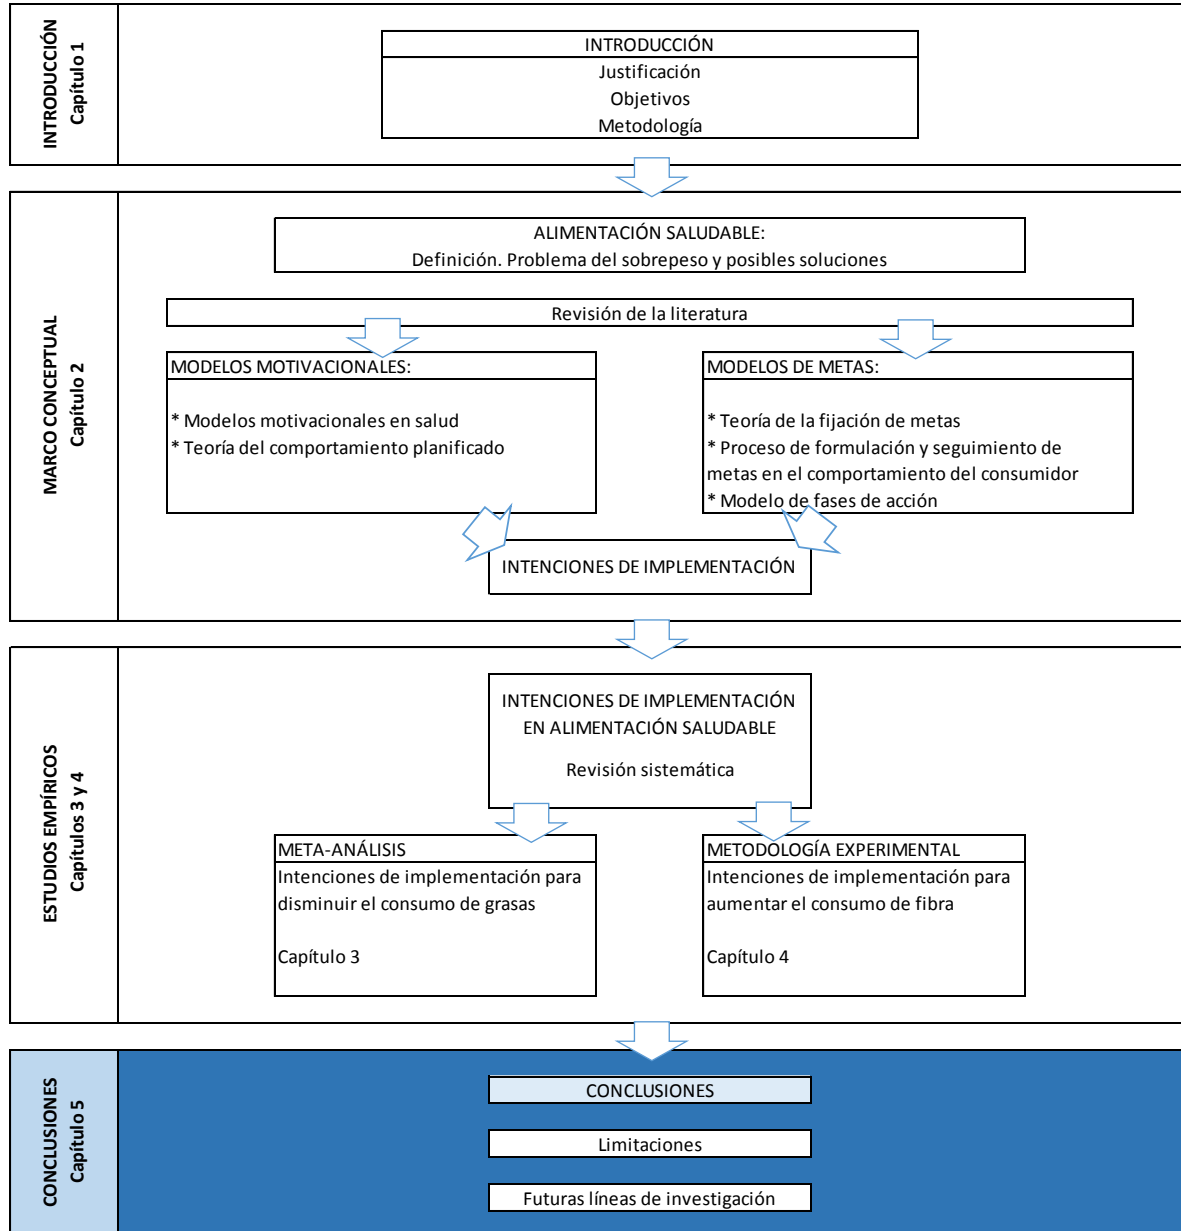 INTRODUCCIÓN
Capítulo 1
INTRODUCCIÓN
Justificación
Objetivos
Metodología
MARCO CONCEPTUAL
Capítulo 2
ALIMENTACIÓN SALUDABLE:
Definición. Problema del sobrepeso y posibles soluciones
Revisión de la literatura
MODELOS MOTIVACIONALES:
* Modelos motivacionales en salud
* Teoría del comportamiento planificado
MODELOS DE METAS:
* Teoría de la fijación de metas
* Proceso de formulación y seguimiento de
metas en el comportamiento del consumidor
* Modelo de fases de acción
INTENCIONES DE IMPLEMENTACIÓN
ESTUDIOS EMPÍRICOS
Capítulos 3 y 4
INTENCIONES DE IMPLEMENTACIÓN
EN ALIMENTACIÓN SALUDABLE
Revisión sistemática
META-ANÁLISIS
Intenciones de implementación para
disminuir el consumo de grasas
Capítulo 3
METODOLOGÍA EXPERIMENTAL
Intenciones de implementación para
aumentar el consumo de fibra
Capítulo 4
CONCLUSIONES
Capítulo 5
CONCLUSIONES
Limitaciones
Futuras líneas de investigación